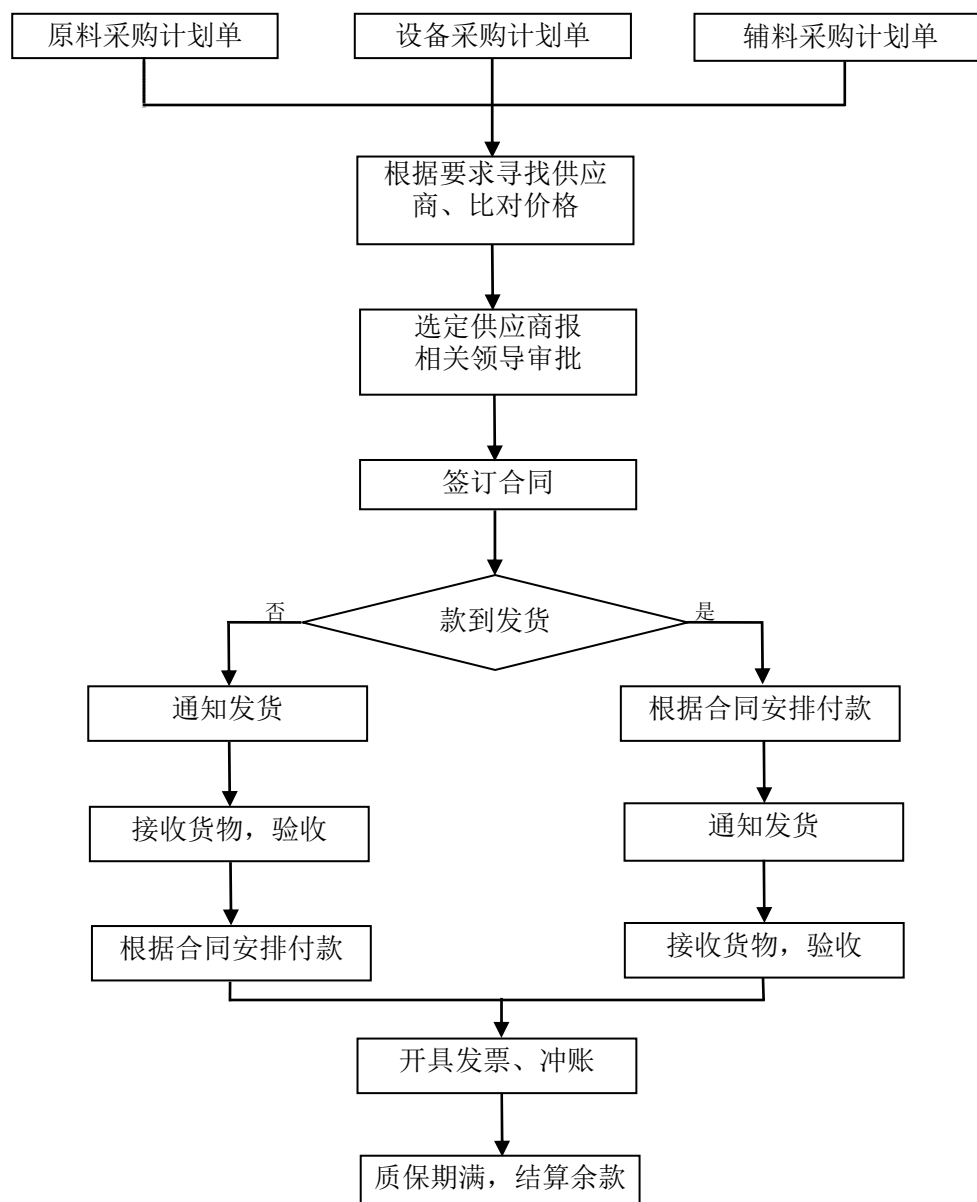 原料采购计划单
设备采购计划单
辅料采购计划单
根据要求寻找供应
商、比对价格
选定供应商报
相关领导审批
签订合同
否
款到发货
是
通知发货
根据合同安排付款
接收货物，验收
通知发货
根据合同安排付款
接收货物，验收
开具发票、冲账
质保期满，结算余款